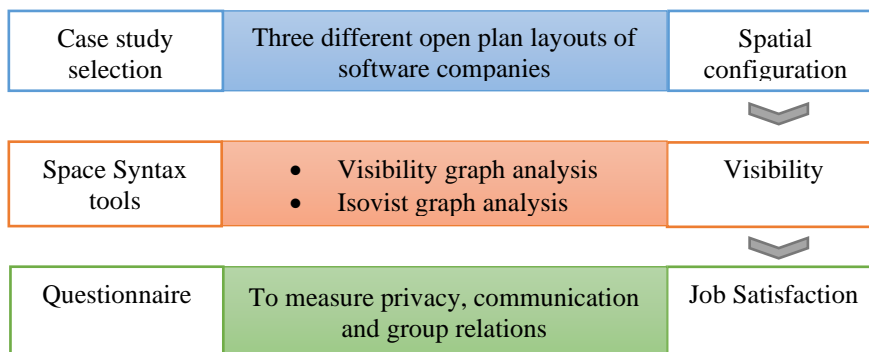 Case study
selection
Three different open plan layouts of
software companies
Spatial
configuration
Space Syntax
tools
• Visibility graph analysis
• Isovist graph analysis
Visibility
Questionnaire
To measure privacy, communication
and group relations
Job Satisfaction